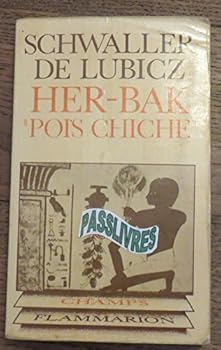 SCHWALLER
DE LUBICZ
HER-BAK
"POIS CHICHE"
PASSLIVRES
CHAMPS
FLAMMARION